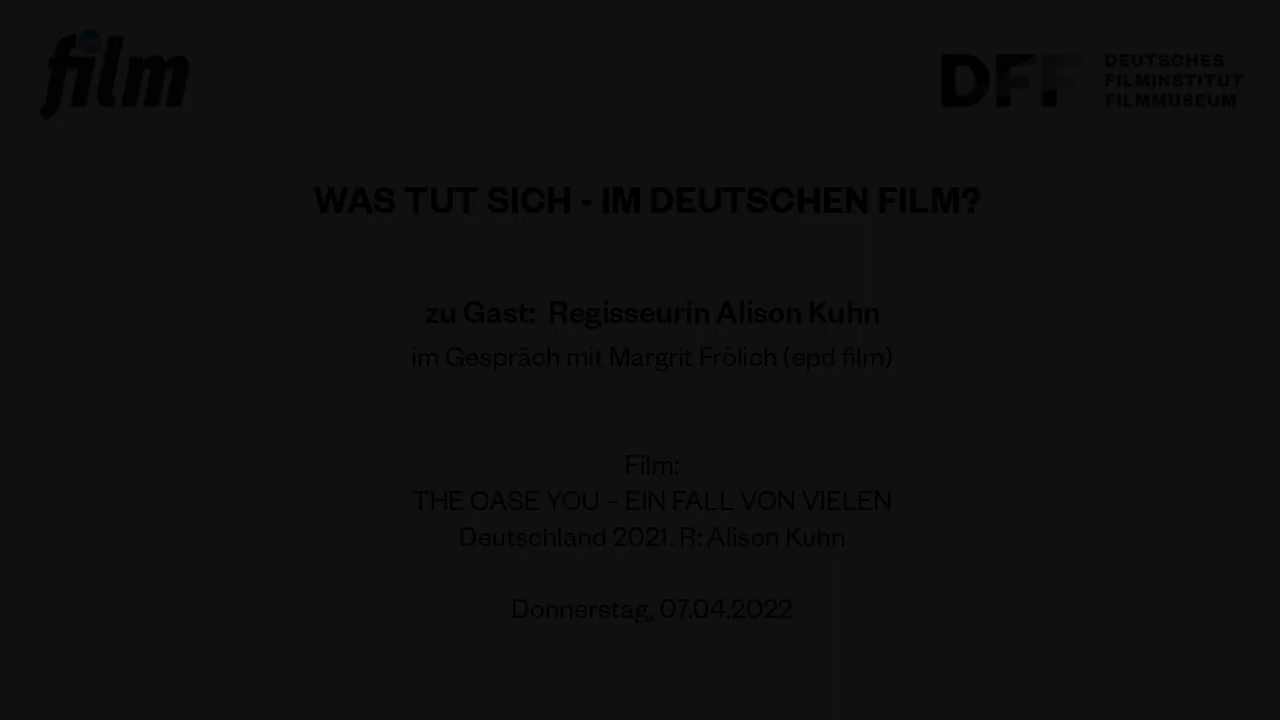 film
DFF
DEUTSCHES
FILMINSTITUT
FILMMUSEUM
WAS TUT SICH - IM DEUTSCHEN FILM?
zu Gast: Regisseurin Alison Kuhn
im Gespräch mit Margrit Frölich (epd film)
Film:
THE CASE YOU – EIN FALL VON VIELEN
Deutschland 2021. R: Alison Kuhn
Donnerstag, 07.04.2022